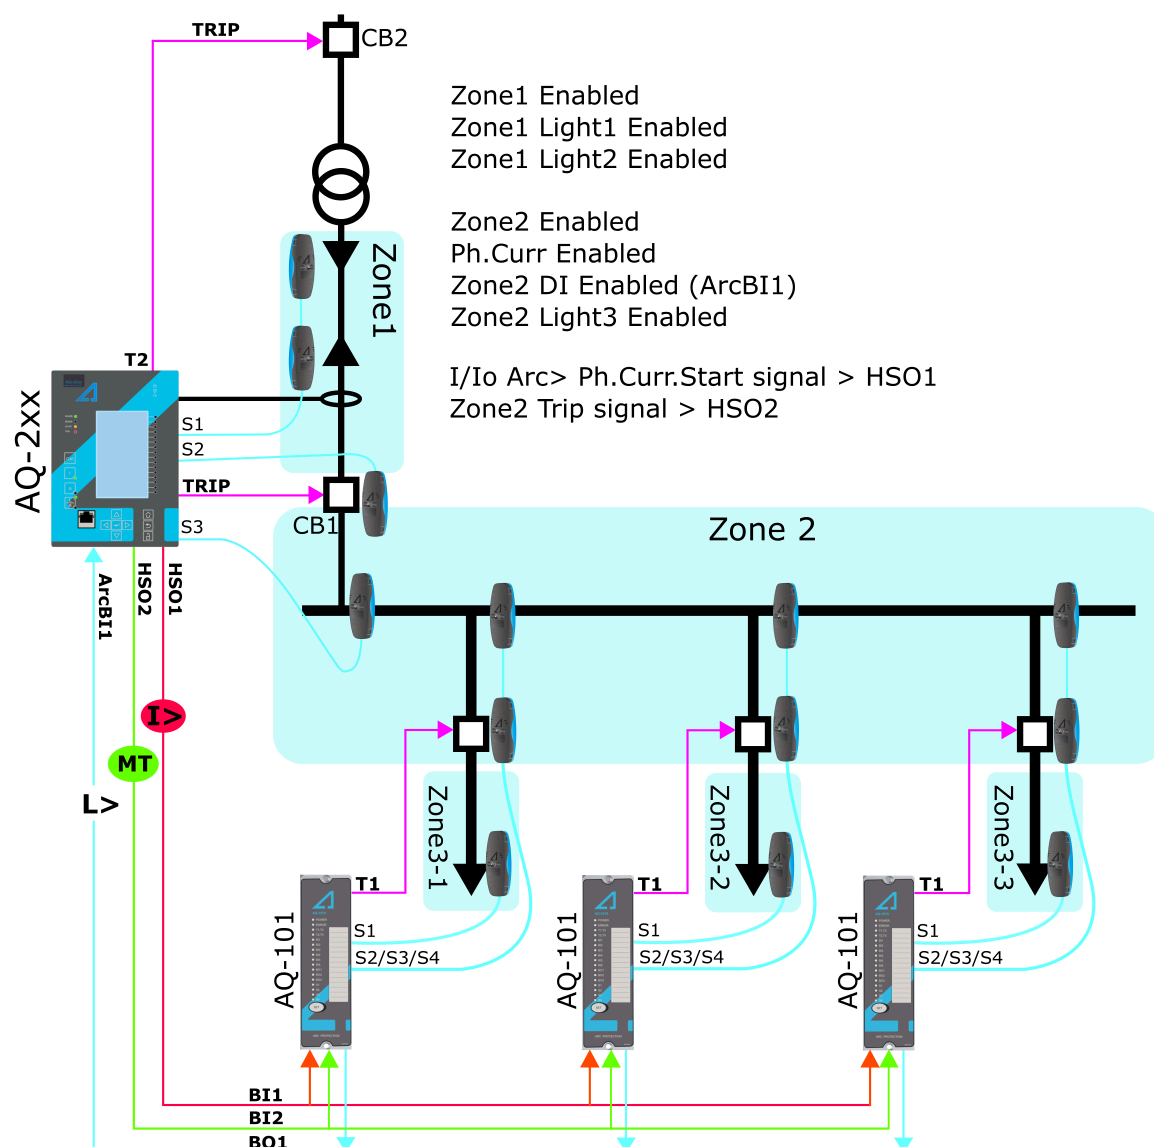 TRIP
CB2
Zone1 Enabled
Zone1 Light1 Enabled
Zone1 Light2 Enabled
Zone2 Enabled
Ph.Curr Enabled
Zone2 DI Enabled (ArcBI1)
Zone2 Light3 Enabled
I/Io Arc> Ph.Curr.Start signal > HSO1
Zone2 Trip signal > HSO2
Zone1
T2
AQ-2xx
S1
S2
TRIP
CB1
S3
Zone 2
ArcBI1
HSO2
HSO1
I>
MT
L>
Zone3-1
Zone3-2
Zone3-3
T1
T1
T1
AQ-101
S1
S2/S3/S4
AQ-101
S1
S2/S3/S4
AQ-101
S1
S2/S3/S4
BI1
BI2
BO1